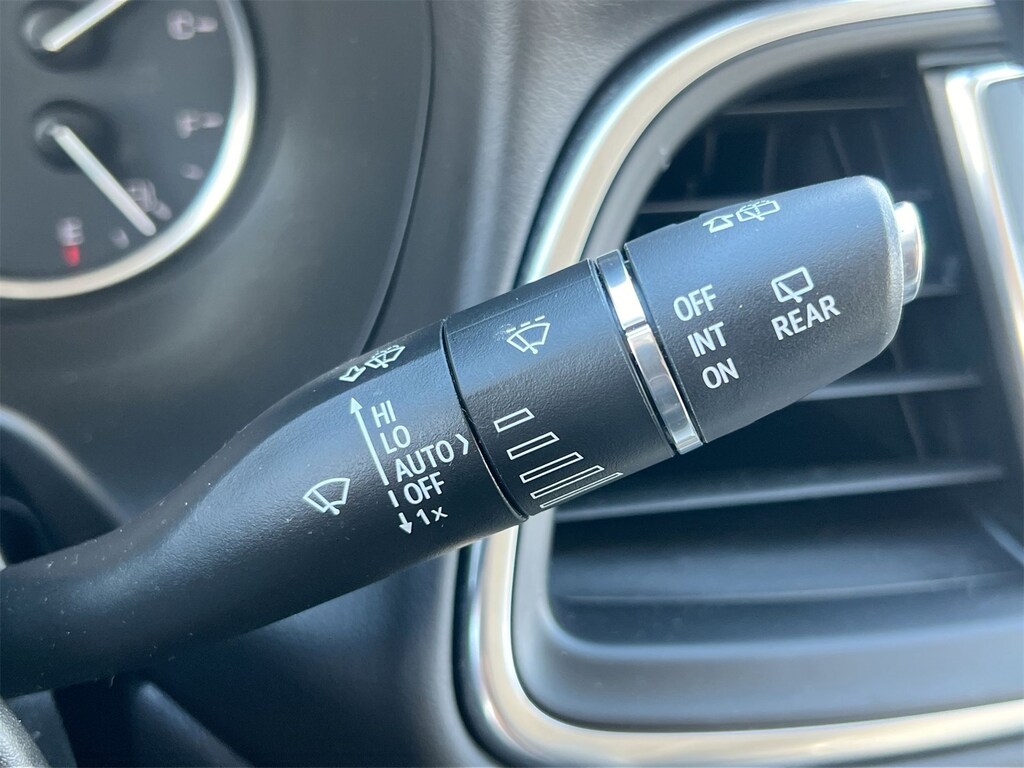 HI
LO
AUTO
OFF
1x
OFF
INT
ON
REAR